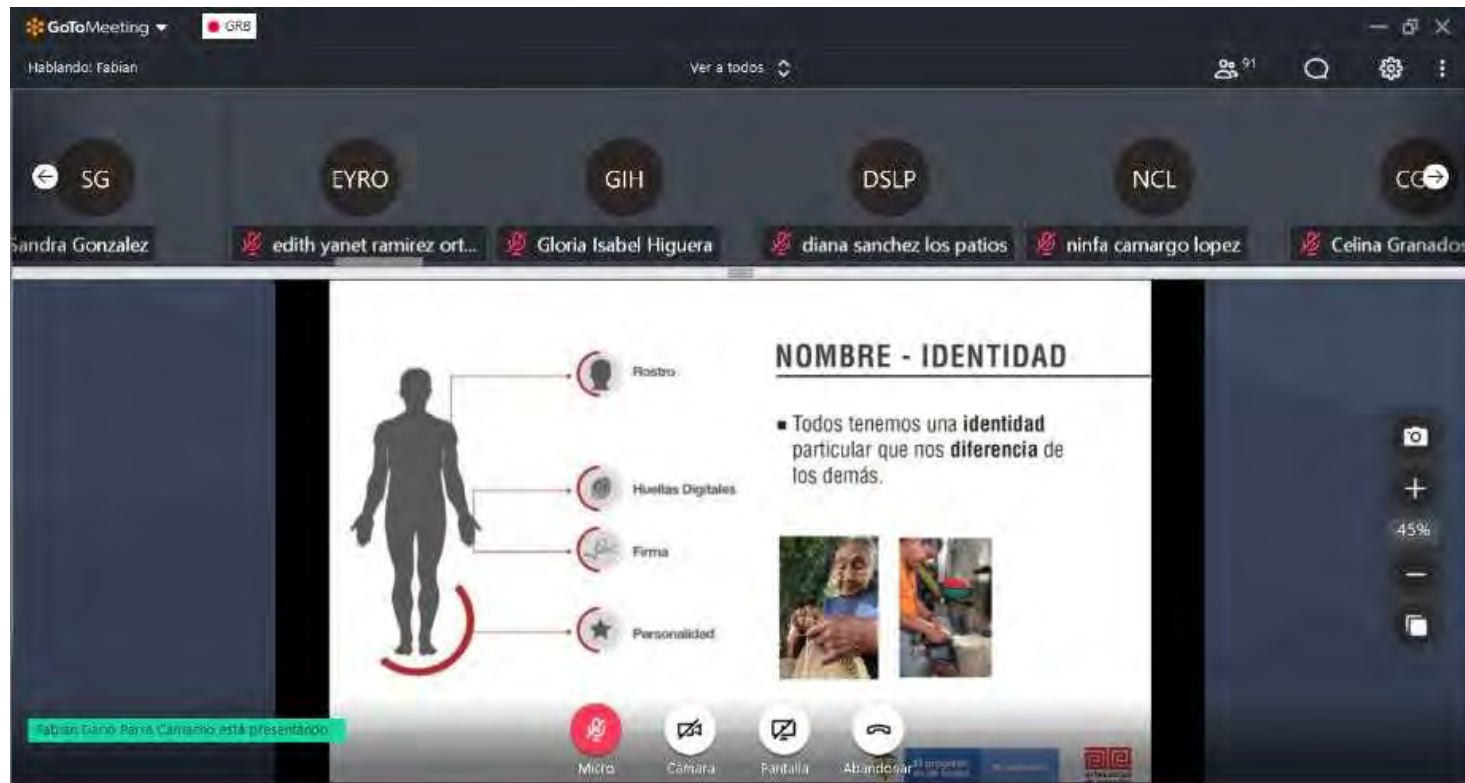 GoToMeeting
GRB
Hablando: Fabian
Ver a todos
91
SG
EYRO
GIH
DSLP
NCL
CG
Sandra Gonzalez
edith yanet ramirez ort...
Gloria Isabel Higuera
diana sanchez los patios
ninfa camargo lopez
Celina Granados
NOMBRE - IDENTIDAD
Rostro
▪ Todos tenemos una identidad
particular que nos diferencia de
los demás.
Huellas Digitales
Firma
Personalidad
45%
Fabian Dario Parra Camargo está presentando
Micro
Cámara
Pantalla
Abandonar